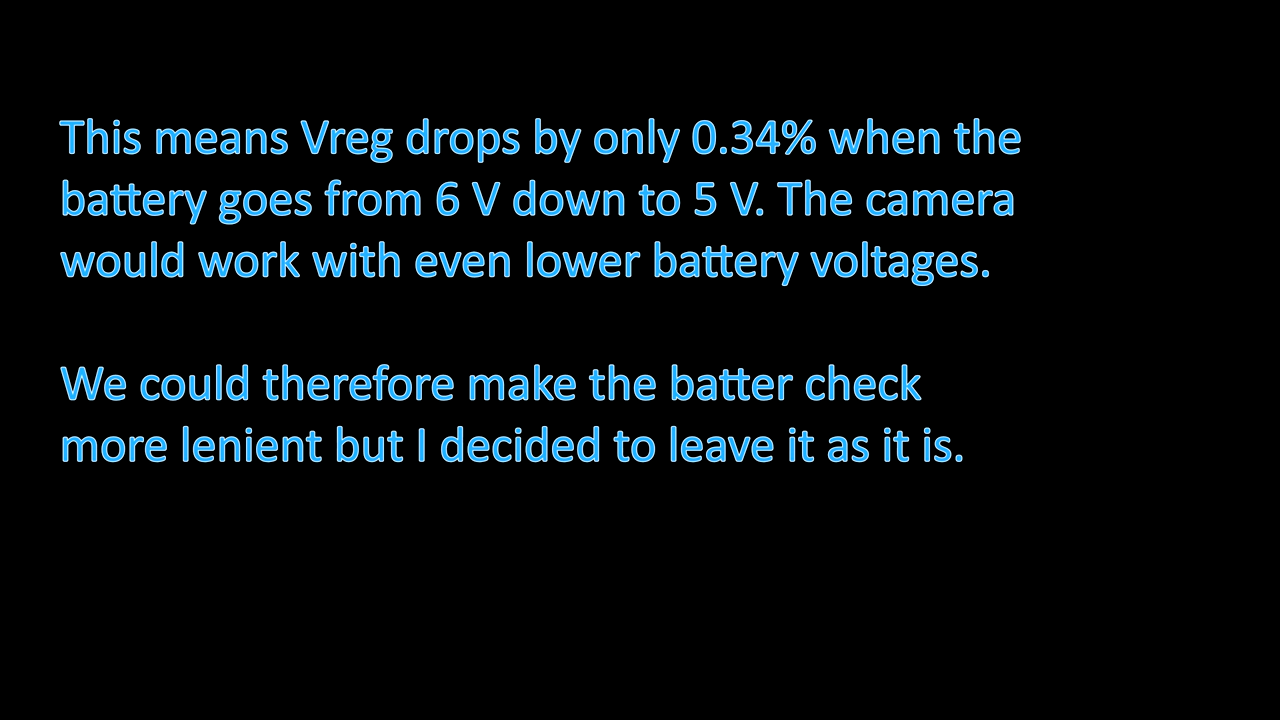 This means Vreg drops by only 0.34% when the
battery goes from 6 V down to 5 V. The camera
would work with even lower battery voltages.
We could therefore make the batter check
more lenient but I decided to leave it as it is.